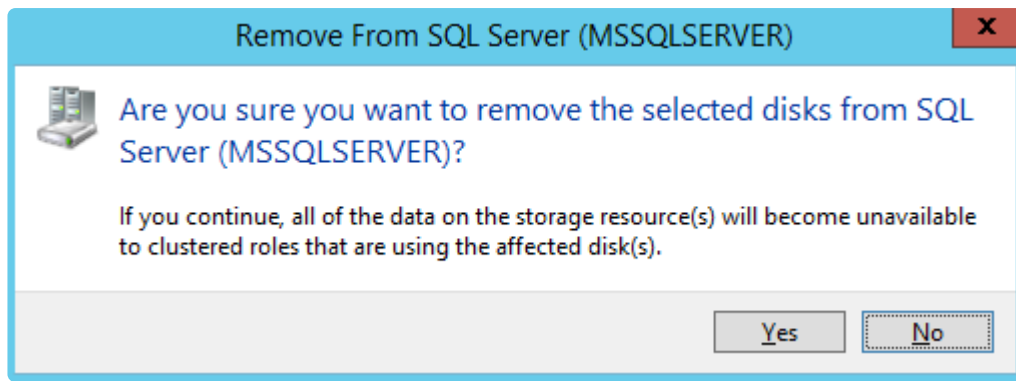 Remove From SQL Server (MSSQLSERVER)
x
Are you sure you want to remove the selected disks from SQL
Server (MSSQLSERVER)?
If you continue, all of the data on the storage resource(s) will become unavailable
to clustered roles that are using the affected disk(s).
Yes
No